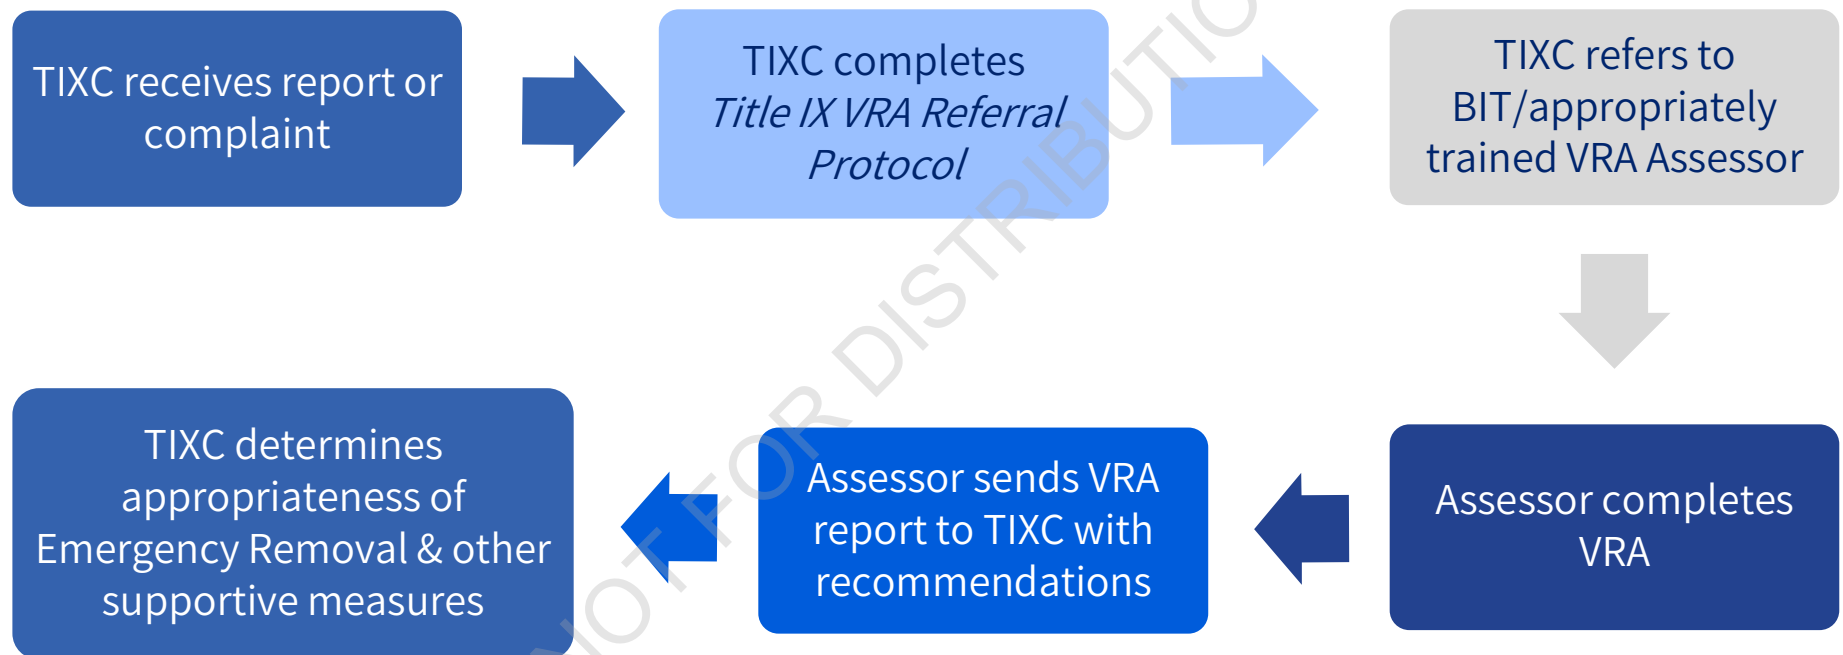 TIXC receives report or
complaint
TIXC completes
Title IX VRA Referral
Protocol
TIXC refers to
BIT/appropriately
trained VRA Assessor
Assessor completes
VRA
Assessor sends VRA
report to TIXC with
recommendations
TIXC determines
appropriateness of
Emergency Removal & other
supportive measures
NOT FOR DISTRIBUTIO